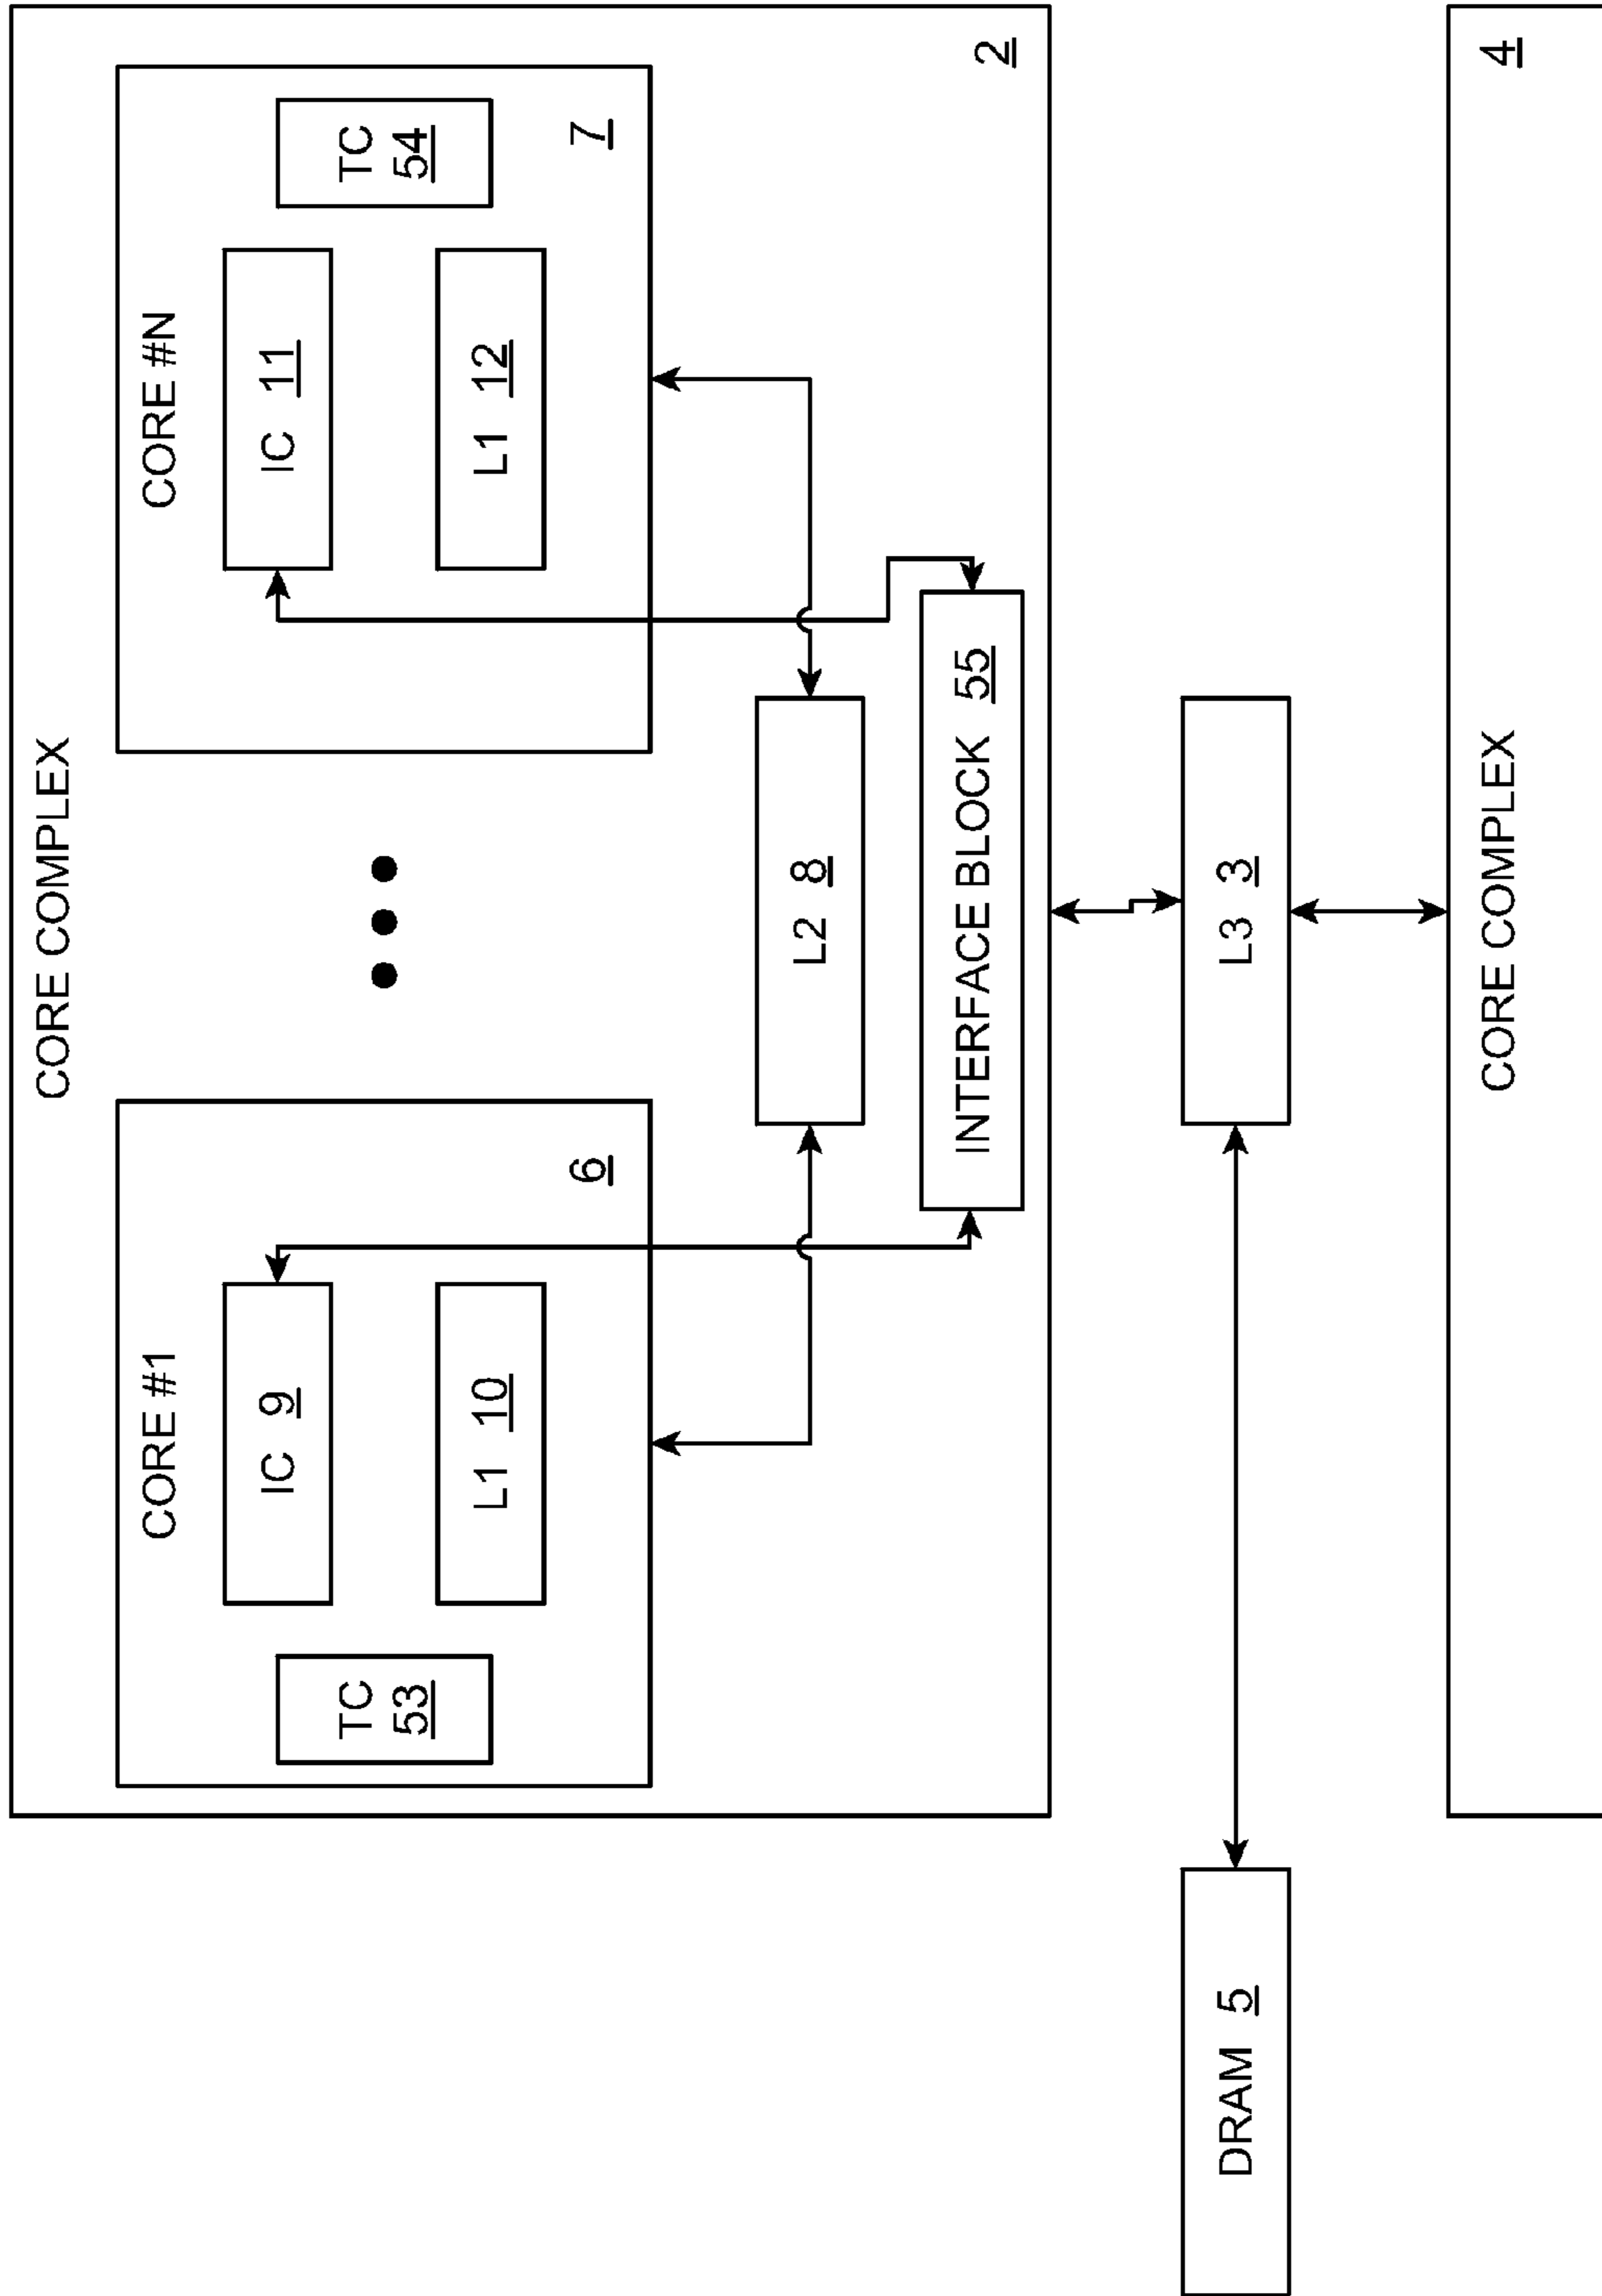 CORE COMPLEX
CORE #1
CORE #N
TC
53
IC 9
IC 11
TC
54
L1 10
L1 12
6
7
L2 8
INTERFACE BLOCK 55
2
DRAM 5
L3 3
CORE COMPLEX
4